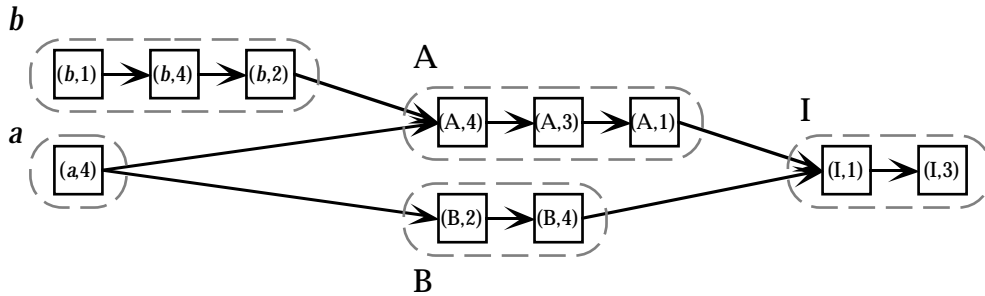 b
(b,1) (b,4) (b,2)
A
(A,4) (A,3) (A,1)
I
a
(a,4)
(I,1) (I,3)
(B,2) (B,4)
B